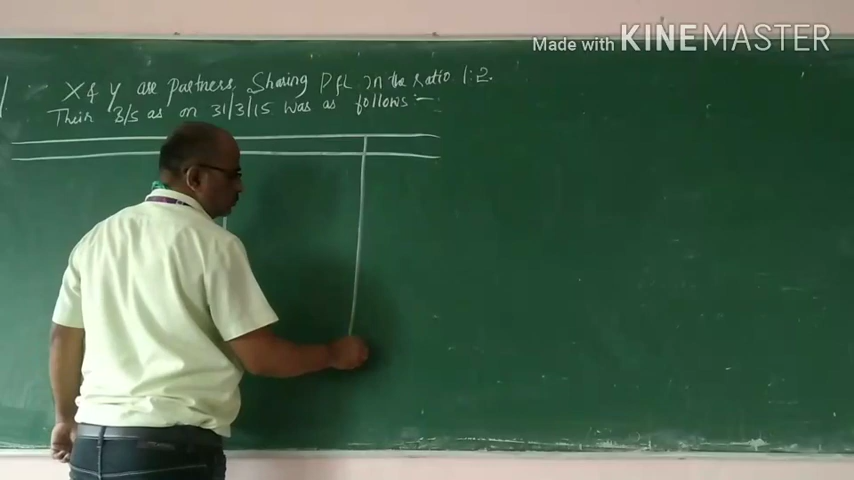 Made with KINEMASTER
X & Y are Partners, Sharing P & L in the Ratio 1:2.
Their B/S as on 31/3/15 was as follows:-